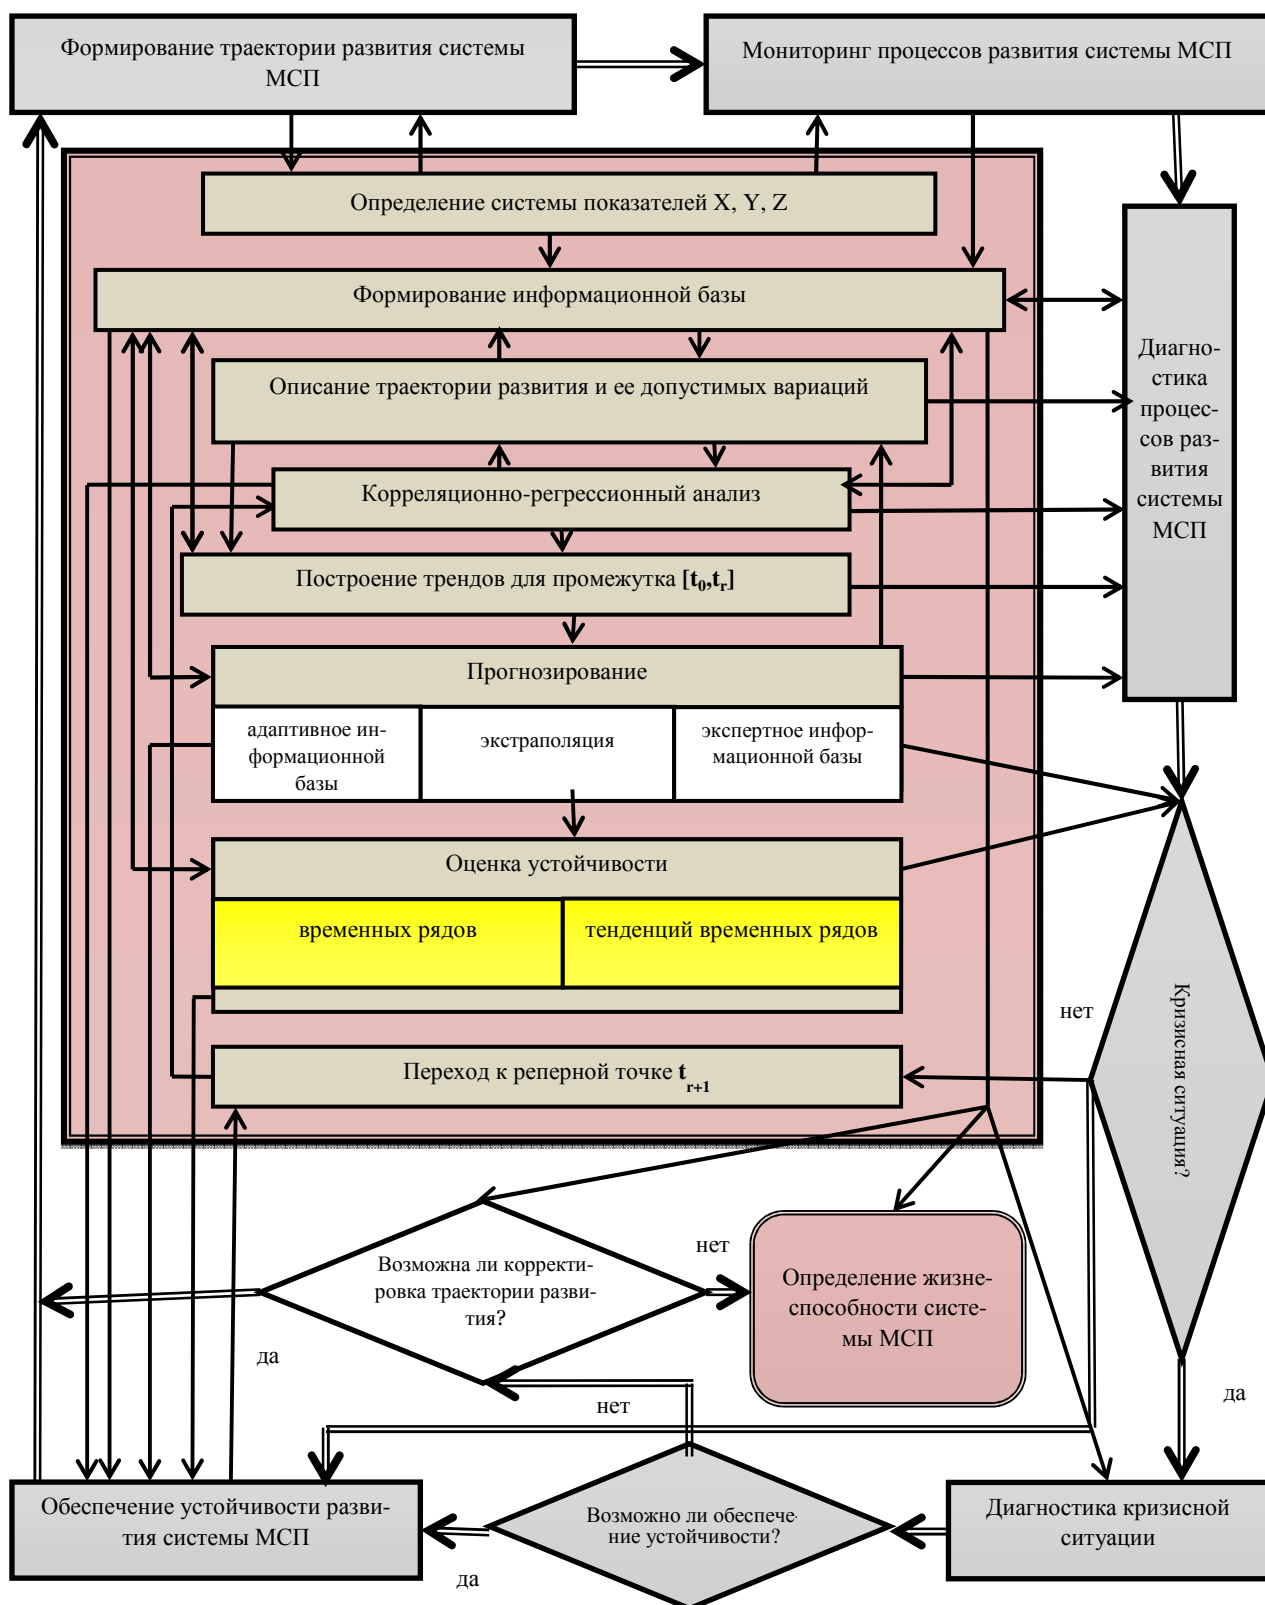 Формирование траектории развития системы
МСП
Мониторинг процессов развития системы МСП
Определение системы показателей X, Y, Z
Формирование информационной базы
Описание траектории развития и ее допустимых вариаций
Корреляционно-регрессионный анализ
Построение трендов для промежутка [t0,tr]
Прогнозирование
адаптивное ин-
формационной
базы
экстраполяция
экспертное инфор-
мационной базы
Оценка устойчивости
временных рядов
тенденций временных рядов
Переход к реперной точке t r+1
Диагно-
стика
процес-
сов раз-
вития
системы
МСП
нет
Кризисная ситуация?
да
Возможна ли корректи-
ровка траектории разви-
тия?
нет
да
Определение жизне-
способности систе-
мы МСП
нет
Обеспечение устойчивости разви-
тия системы МСП
Возможно ли обеспече-
ние устойчивости?
да
Диагностика кризисной
ситуации